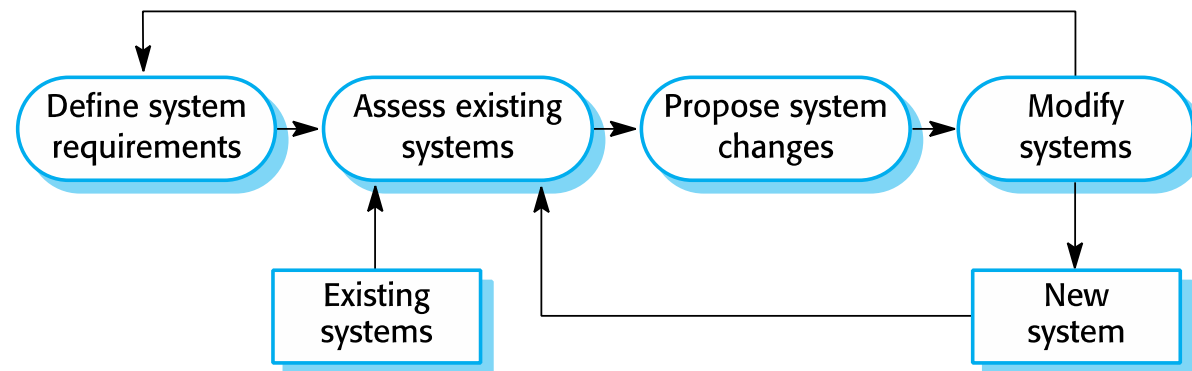 Define system
requirements
Assess existing
systems
Propose system
changes
Modify
systems
Existing
systems
New
system